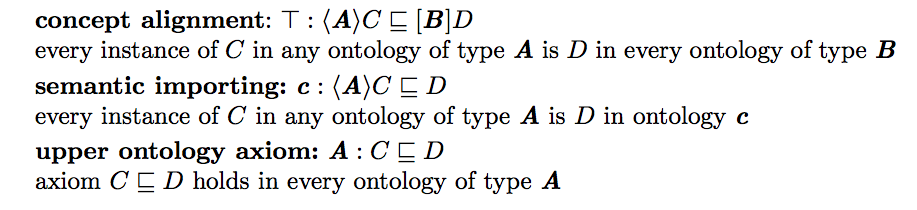 concept alignment: ⊤ : ⟨A⟩C ⊑ [B]D
every instance of C in any ontology of type A is D in every ontology of type B
semantic importing: c : ⟨A⟩C ⊑ D
every instance of C in any ontology of type A is D in ontology c
upper ontology axiom: A : C ⊑ D
axiom C ⊑ D holds in every ontology of type A